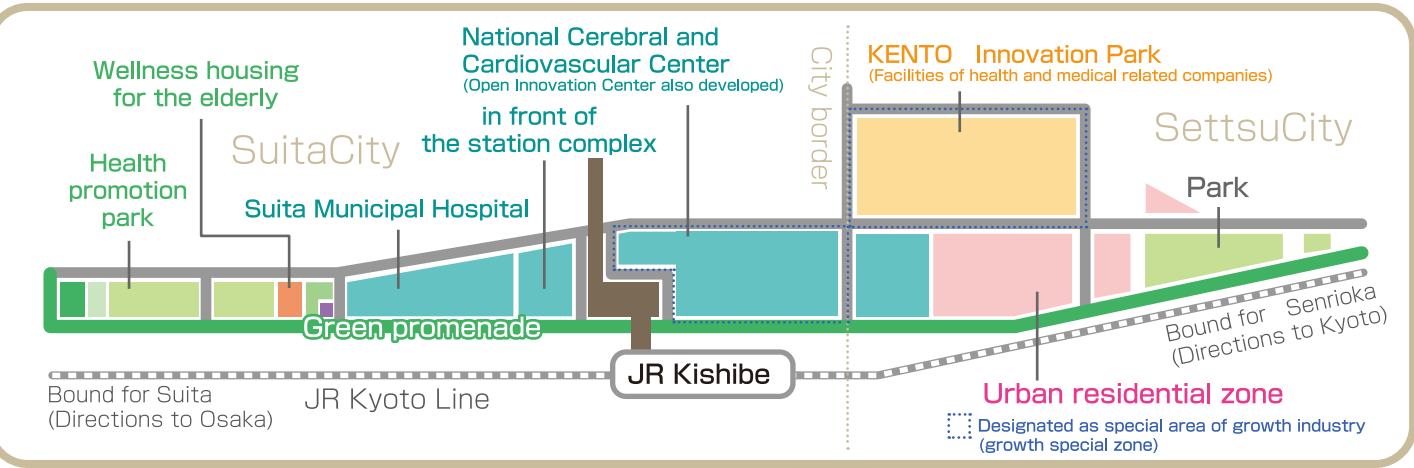 National Cerebral and
Cardiovascular Center
(Open Innovation Center also developed)
City border
KENTO Innovation Park
(Facilities of health and medical related companies)
Wellness housing
for the elderly
in front of
the station complex
SuitaCity
SettsuCity
Health
promotion
park
Suita Municipal Hospital
Park
Green promenade
Bound for Senrioka
(Directions to Kyoto)
JR Kishibe
Bound for Suita
(Directions to Osaka)
JR Kyoto Line
Urban residential zone
Designated as special area of growth industry
(growth special zone)